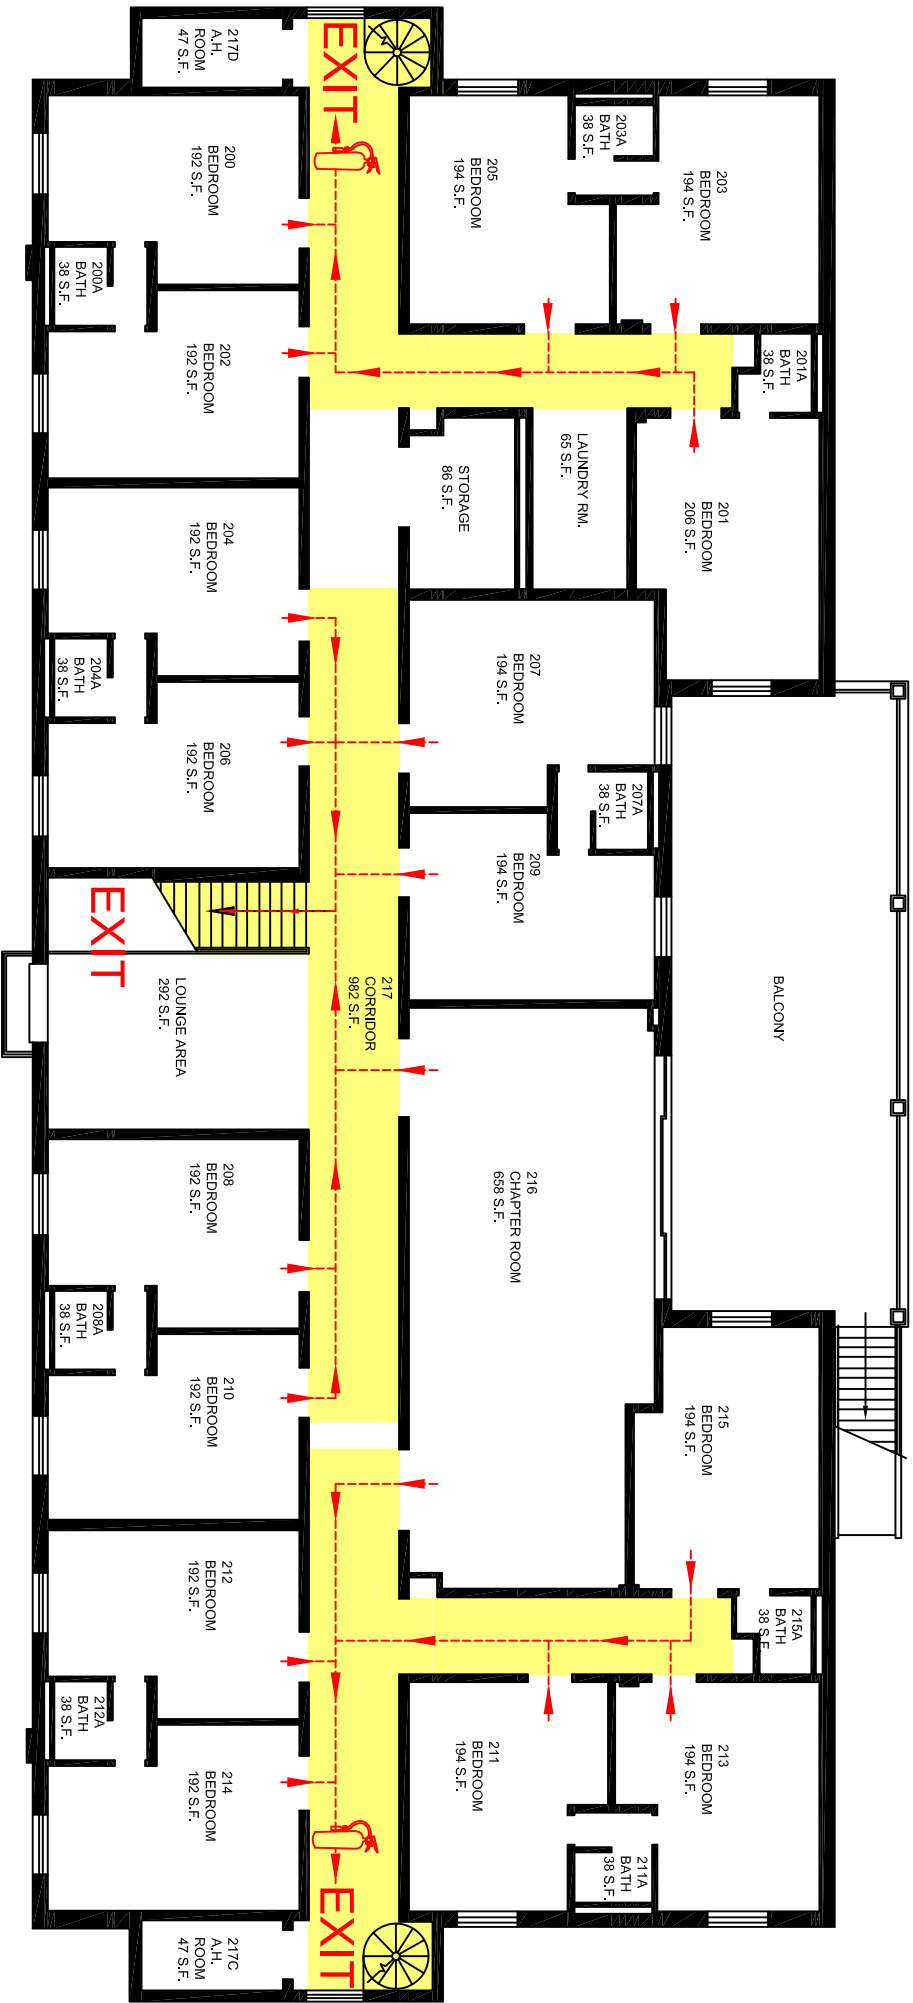 BALCONY
203
BEDROOM
194 S.F.
201A
BATH
38 S.F.
201
BEDROOM
206 S.F.
215
BEDROOM
194 S.F.
215A
BATH
38 S.F.
213
BEDROOM
194 S.F.
203A
BATH
38 S.F.
205
BEDROOM
194 S.F.
LAUNDRY RM.
65 S.F.
STORAGE
86 S.F.
207
BEDROOM
194 S.F.
207A
BATH
38 S.F.
209
BEDROOM
194 S.F.
216
CHAPTER ROOM
658 S.F.
211
BEDROOM
194 S.F.
211A
BATH
38 S.F.
EXIT
217
CORRIDOR
982 S.F.
EXIT
217D
A.H.
ROOM
47 S.F.
200
BEDROOM
192 S.F.
200A
BATH
38 S.F.
202
BEDROOM
192 S.F.
204
BEDROOM
192 S.F.
204A
BATH
38 S.F.
206
BEDROOM
192 S.F.
EXIT
LOUNGE AREA
292 S.F.
208
BEDROOM
192 S.F.
208A
BATH
38 S.F.
210
BEDROOM
192 S.F.
212
BEDROOM
192 S.F.
212A
BATH
38 S.F.
214
BEDROOM
192 S.F.
217C
A.H.
ROOM
47 S.F.